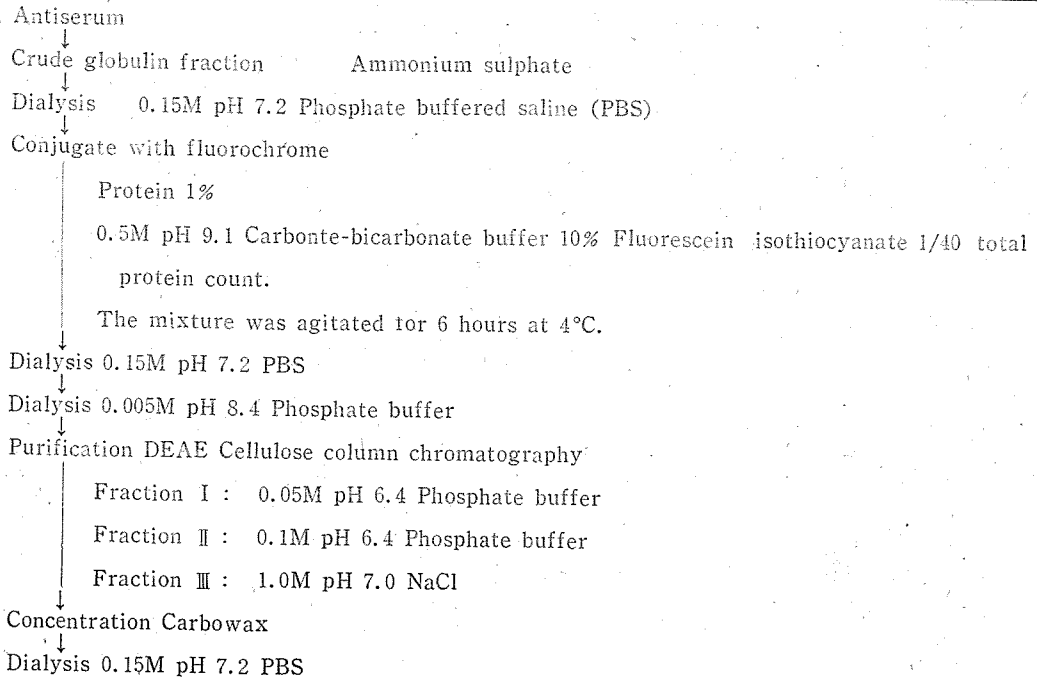 Antiserum
↓
Crude globulin fraction Ammonium sulphate
↓
Dialysis 0.15M pH 7.2 Phosphate buffered saline (PBS)
↓
Conjugate with fluorochrome
Protein 1%
0.5M pH 9.1 Carbonte-bicarbonate buffer 10% Fluorescein isothiocyanate 1/40 total
protein count.
The mixture was agitated for 6 hours at 4°C.
↓
Dialysis 0.15M pH 7.2 PBS
↓
Dialysis 0.005M pH 8.4 Phosphate buffer
↓
Purification DEAE Cellulose column chromatography
Fraction Ⅰ : 0.05M pH 6.4 Phosphate buffer
Fraction Ⅱ : 0.1M pH 6.4 Phosphate buffer
Fraction Ⅲ : 1.0M pH 7.0 NaCl
↓
Concentration Carbowax
↓
Dialysis 0.15M pH 7.2 PBS